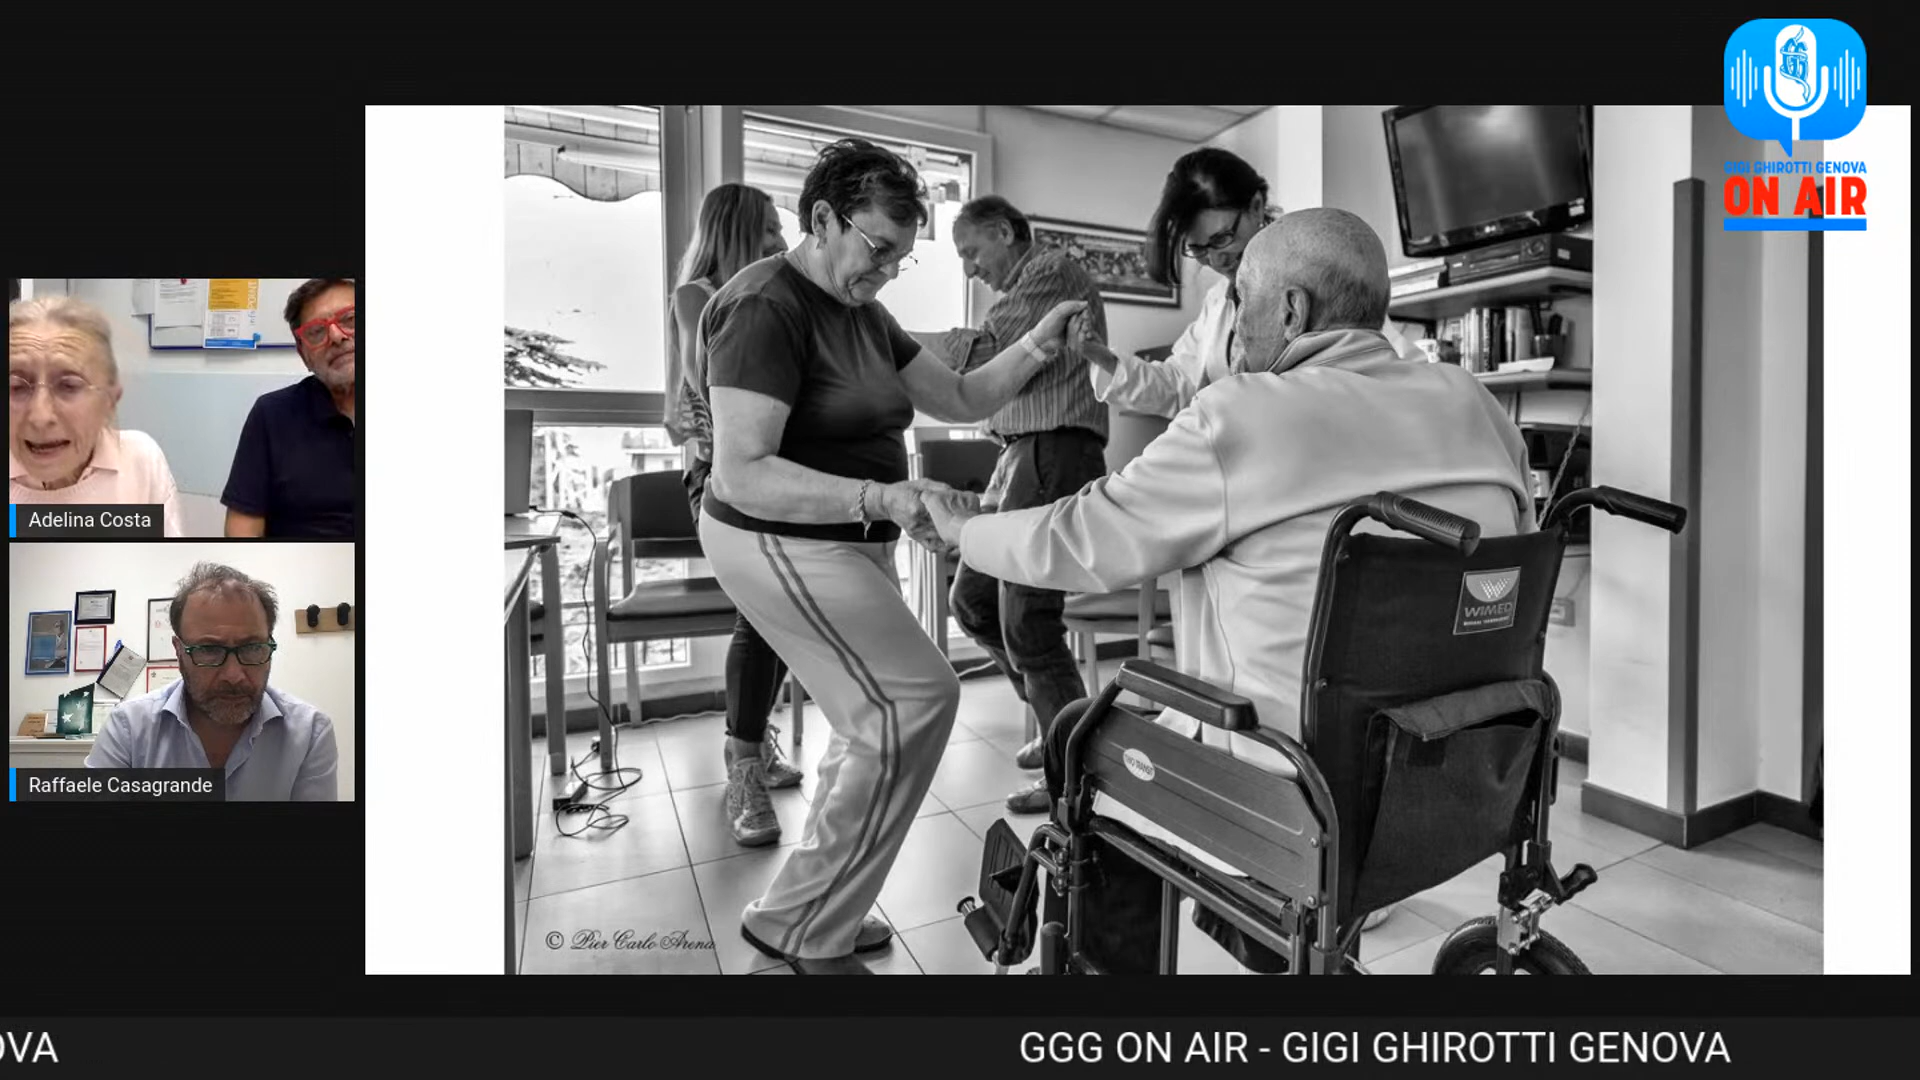 GIGI GHIROTTI GENOVA
ON AIR
Adelina Costa
Raffaele Casagrande
WIMED
© Pier Carlo Arena
OVA
GGG ON AIR - GIGI GHIROTTI GENOVA